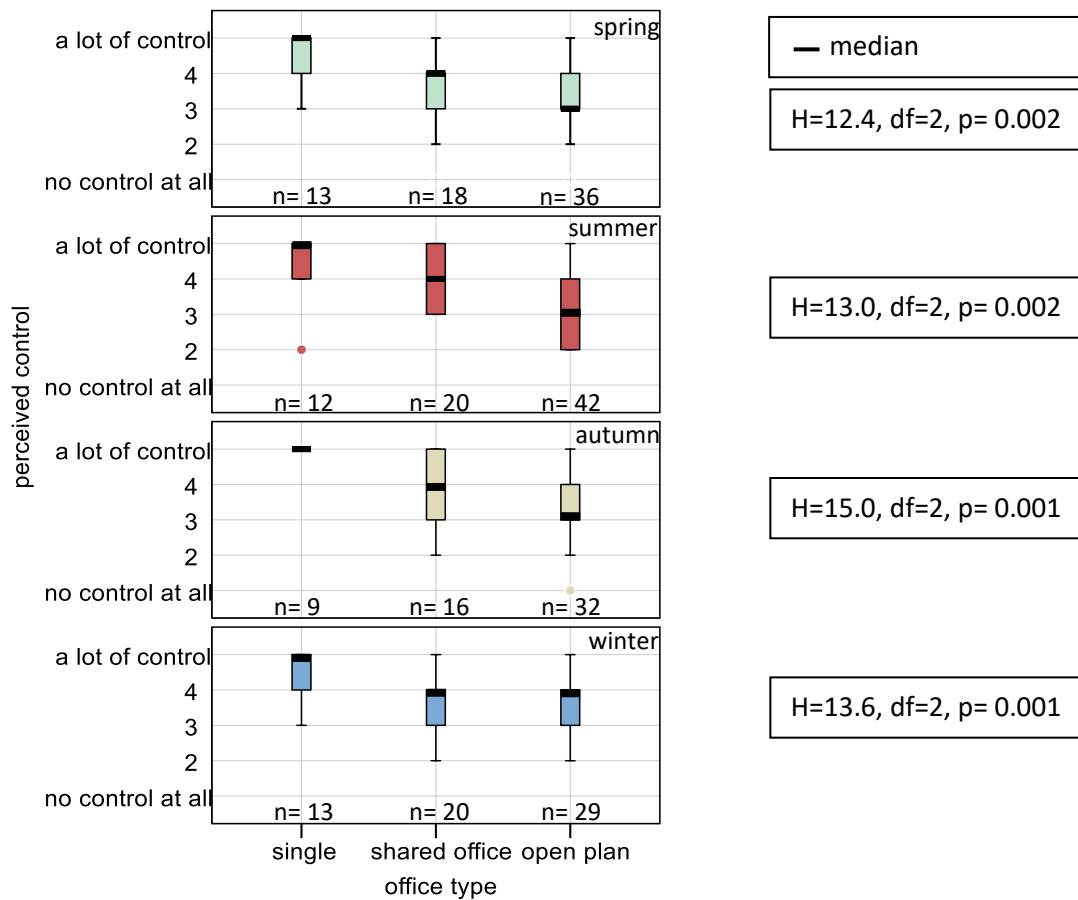 perceived control
spring
a lot of control
4
3
2
no control at all
n= 13 n= 18 n= 36
median
H=12.4, df=2, p= 0.002
summer
a lot of control
4
3
2
no control at all
n= 12 n= 20 n= 42
H=13.0, df=2, p= 0.002
autumn
a lot of control
4
3
2
no control at all
n= 9 n= 16 n= 32
H=15.0, df=2, p= 0.001
winter
a lot of control
4
3
2
no control at all
n= 13 n= 20 n= 29
H=13.6, df=2, p= 0.001
single shared office open plan
office type